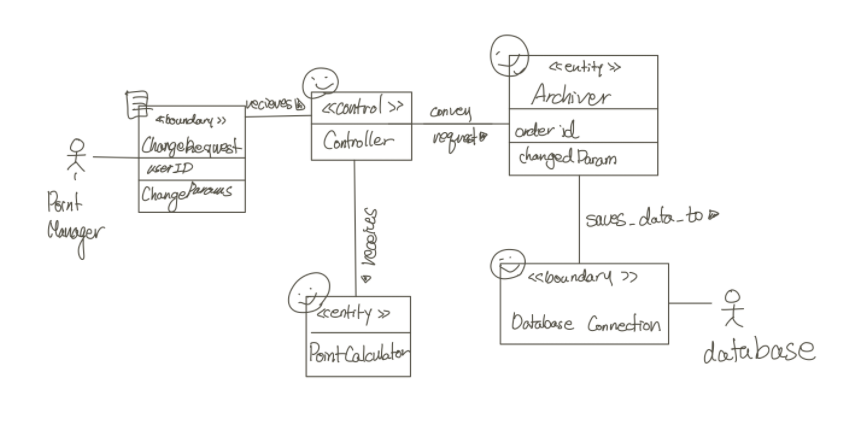 <<boundary>>
ChangeRequest
userID
ChangeParams
Point
Manager
recieves
<<control>>
Controller
convey
request
<<entity>>
Archiver
order id
changedParam
saves_data_to
<<boundary>>
Database Connection
database
<<entity>>
PointCalculator